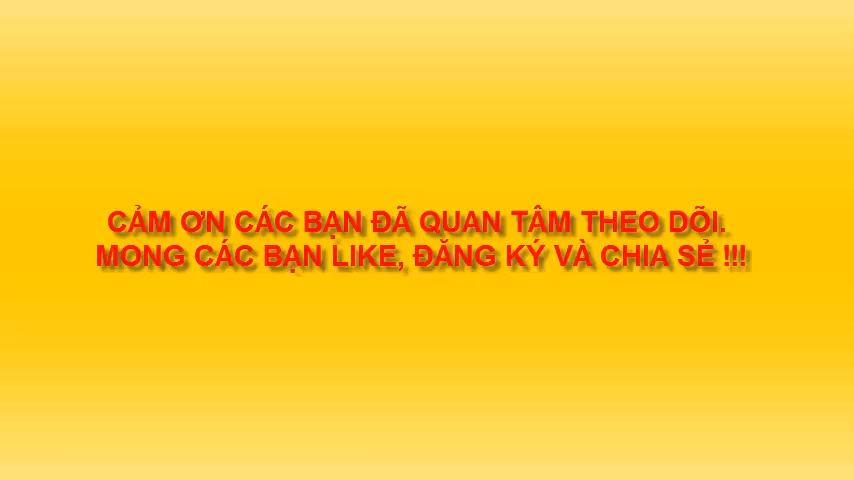 CẢM ƠN CÁC BẠN ĐÃ QUAN TÂM THEO DÕI.
MONG CÁC BẠN LIKE, ĐĂNG KÝ VÀ CHIA SẺ !!!